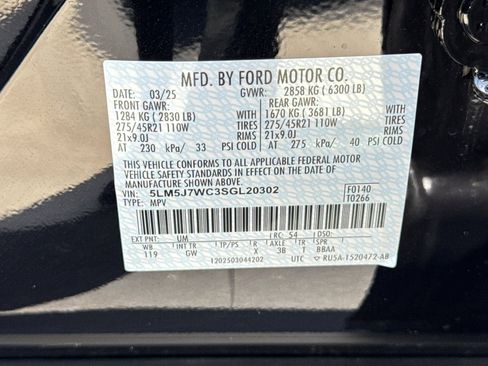 MFD. BY FORD MOTOR CO.
DATE: 03/25 GVWR: 2858 KG ( 6300 LB)
FRONT GAWR: REAR GAWR:
1284 KG ( 2830 LB) WITH 1670 KG ( 3681 LB) WITH
275/45R21 110W TIRES 275/45R21 110W TIRES
21x9.0J RIMS 21x9.0J RIMS
AT 230 kPa/ 33 PSI COLD AT 275 kPa/ 40 PSI COLD
THIS VEHICLE CONFORMS TO ALL APPLICABLE FEDERAL MOTOR
VEHICLE SAFETY STANDARDS IN EFFECT ON THE DATE OF
MANUFACTURE SHOWN ABOVE.
VIN: 5LM5J7WC3SGL20302 F0140
TYPE: MPV T0266
EXT PNT: UM RC: 54
WB INT TR TP/PS R AXLE TR SPR
119 GW X 3B T BBAA
1202503044202 UTC RU5A-1520472-AB